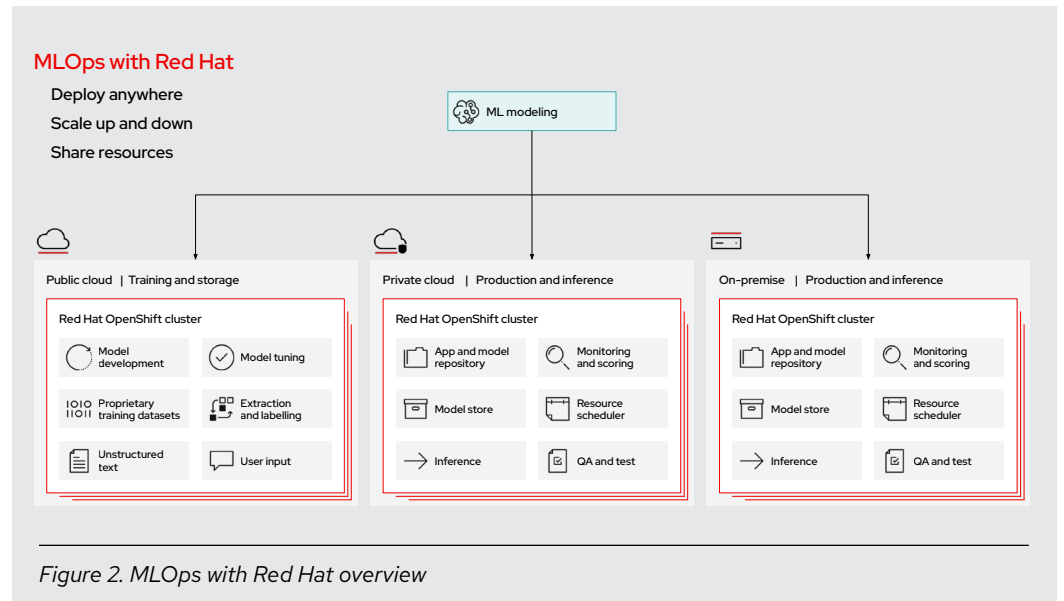 MLOps with Red Hat
Deploy anywhere
Scale up and down
Share resources
ML modeling
Public cloud | Training and storage
Red Hat OpenShift cluster
Model
development
Model tuning
1010
11011
Proprietary
training datasets
Extraction
and labelling
Unstructured
text
User input
Private cloud | Production and inference
Red Hat OpenShift cluster
App and model
repository
Monitoring
and scoring
Model store
Resource
scheduler
Inference
QA and test
On-premise | Production and inference
Red Hat OpenShift cluster
App and model
repository
Monitoring
and scoring
Model store
Resource
scheduler
Inference
QA and test
Figure 2. MLOps with Red Hat overview